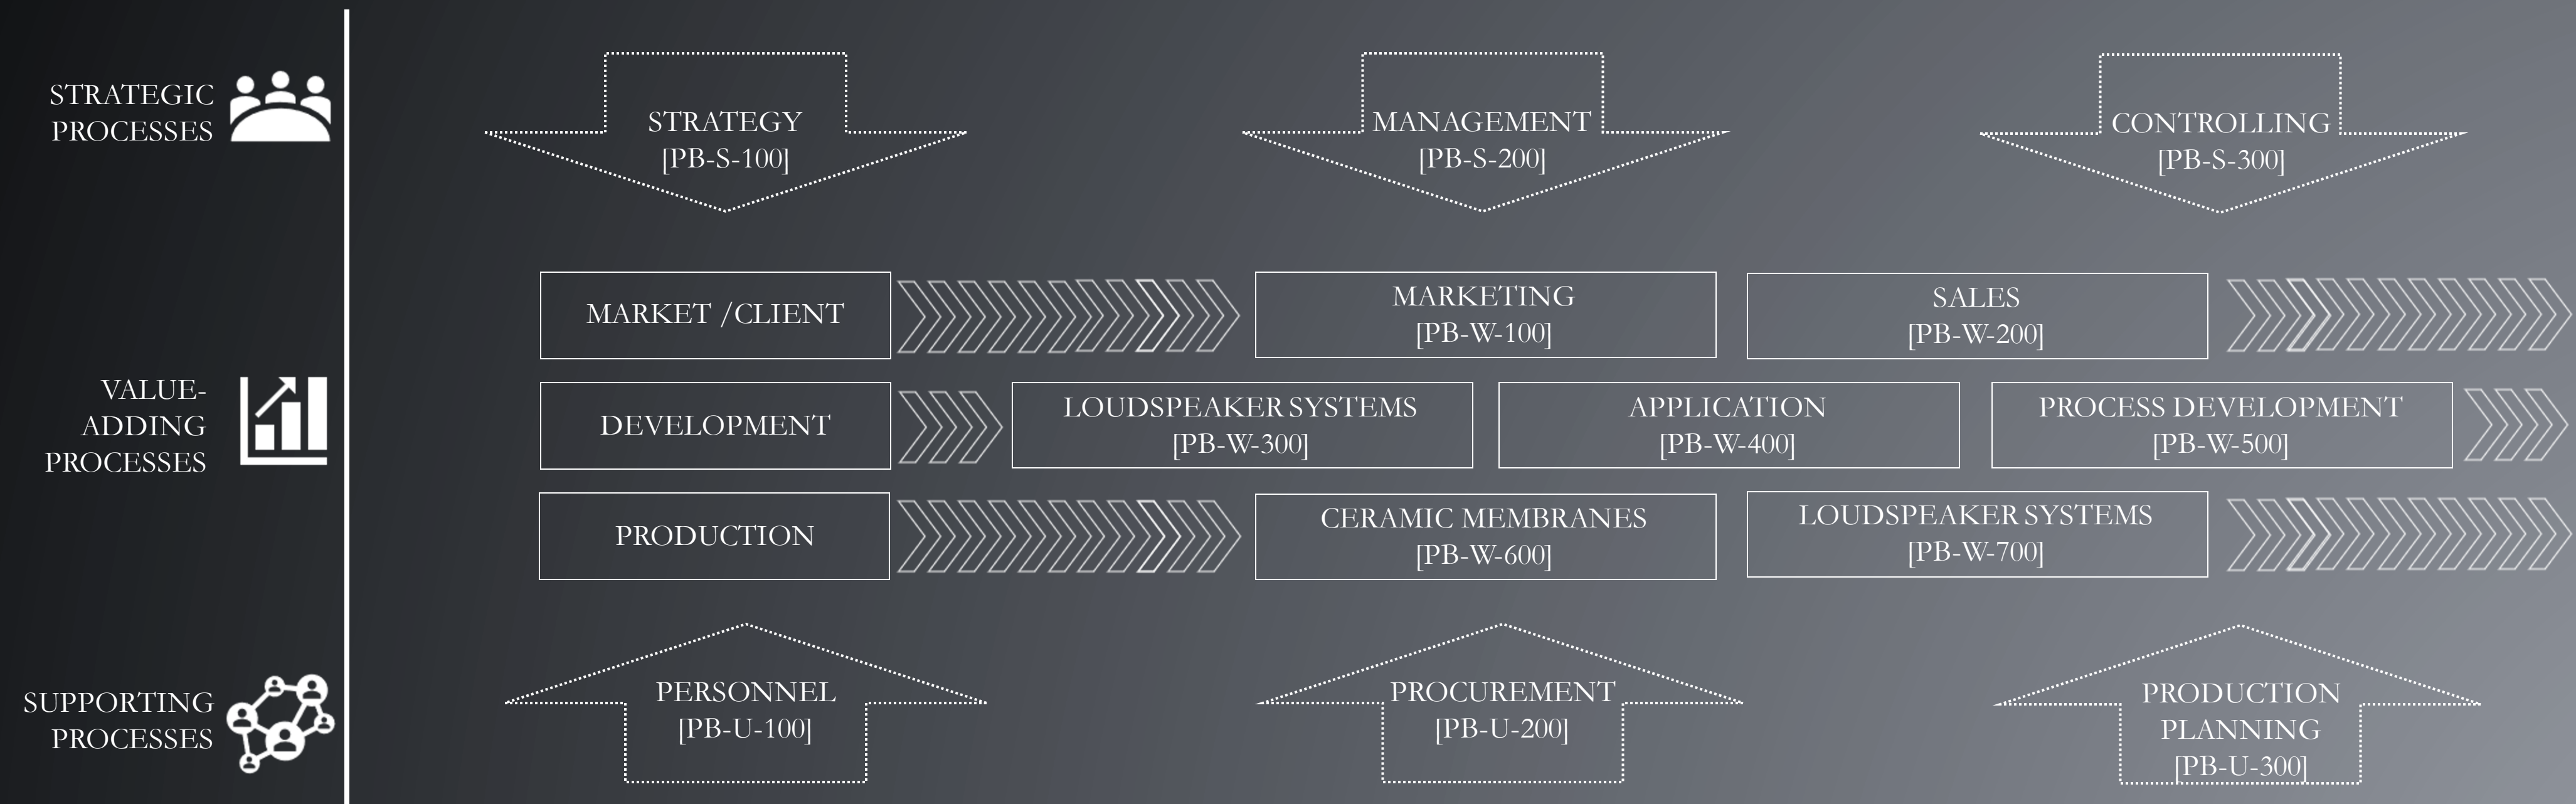 STRATEGIC
PROCESSES
STRATEGY
[PB-S-100]
MANAGEMENT
[PB-S-200]
CONTROLLING
[PB-S-300]
VALUE-
ADDING
PROCESSES
MARKET /CLIENT
MARKETING
[PB-W-100]
SALES
[PB-W-200]
DEVELOPMENT
LOUDSPEAKER SYSTEMS
[PB-W-300]
APPLICATION
[PB-W-400]
PROCESS DEVELOPMENT
[PB-W-500]
PRODUCTION
CERAMIC MEMBRANES
[PB-W-600]
LOUDSPEAKER SYSTEMS
[PB-W-700]
SUPPORTING
PROCESSES
PERSONNEL
[PB-U-100]
PROCUREMENT
[PB-U-200]
PRODUCTION
PLANNING
[PB-U-300]